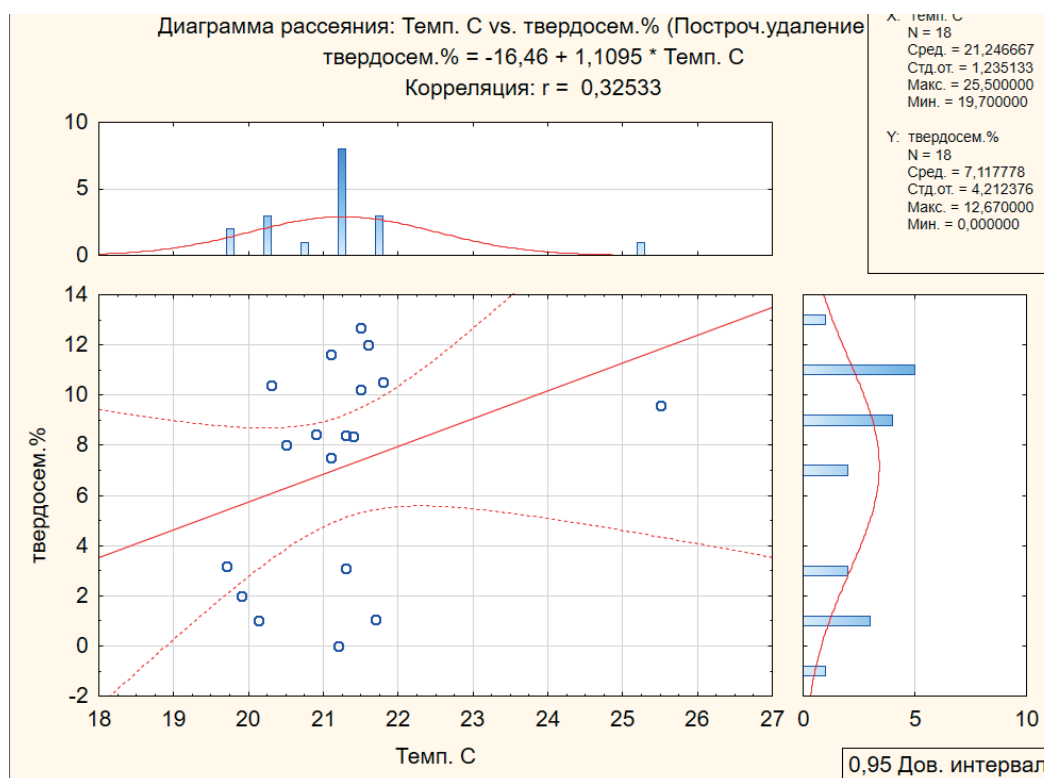 Диаграмма рассеяния: Темп. С vs. твердосем.% (Построч.удаление
твердосем.% = -16,46 + 1,1095 * Темп. С
Корреляция: r = 0,32533
X: Темп. С
N = 18
Сред. = 21,246667
Стд.от. = 1,235133
Макс. = 25,500000
Мин. = 19,700000
Y: твердосем.%
N = 18
Сред. = 7,117778
Стд.от. = 4,212376
Макс. = 12,670000
Мин. = 0,000000
10
5
0
14
12
10
8
6
4
2
0
-2
твердосем.%
18 19 20 21 22 23 24 25 26 27
Темп. С
0 5 10
0,95 Дов. интервал